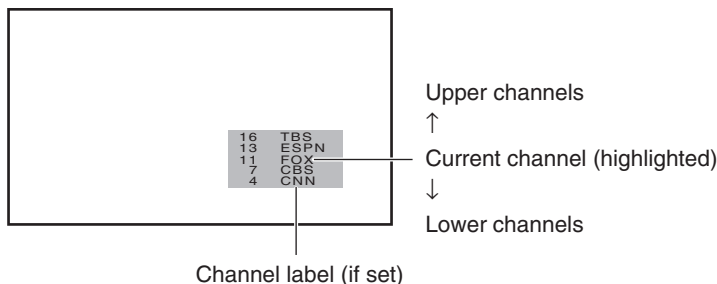 16 TBS
13 ESPN
11 FOX
7 CBS
4 CNN
Upper channels
↑
Current channel (highlighted)
↓
Lower channels
Channel label (if set)